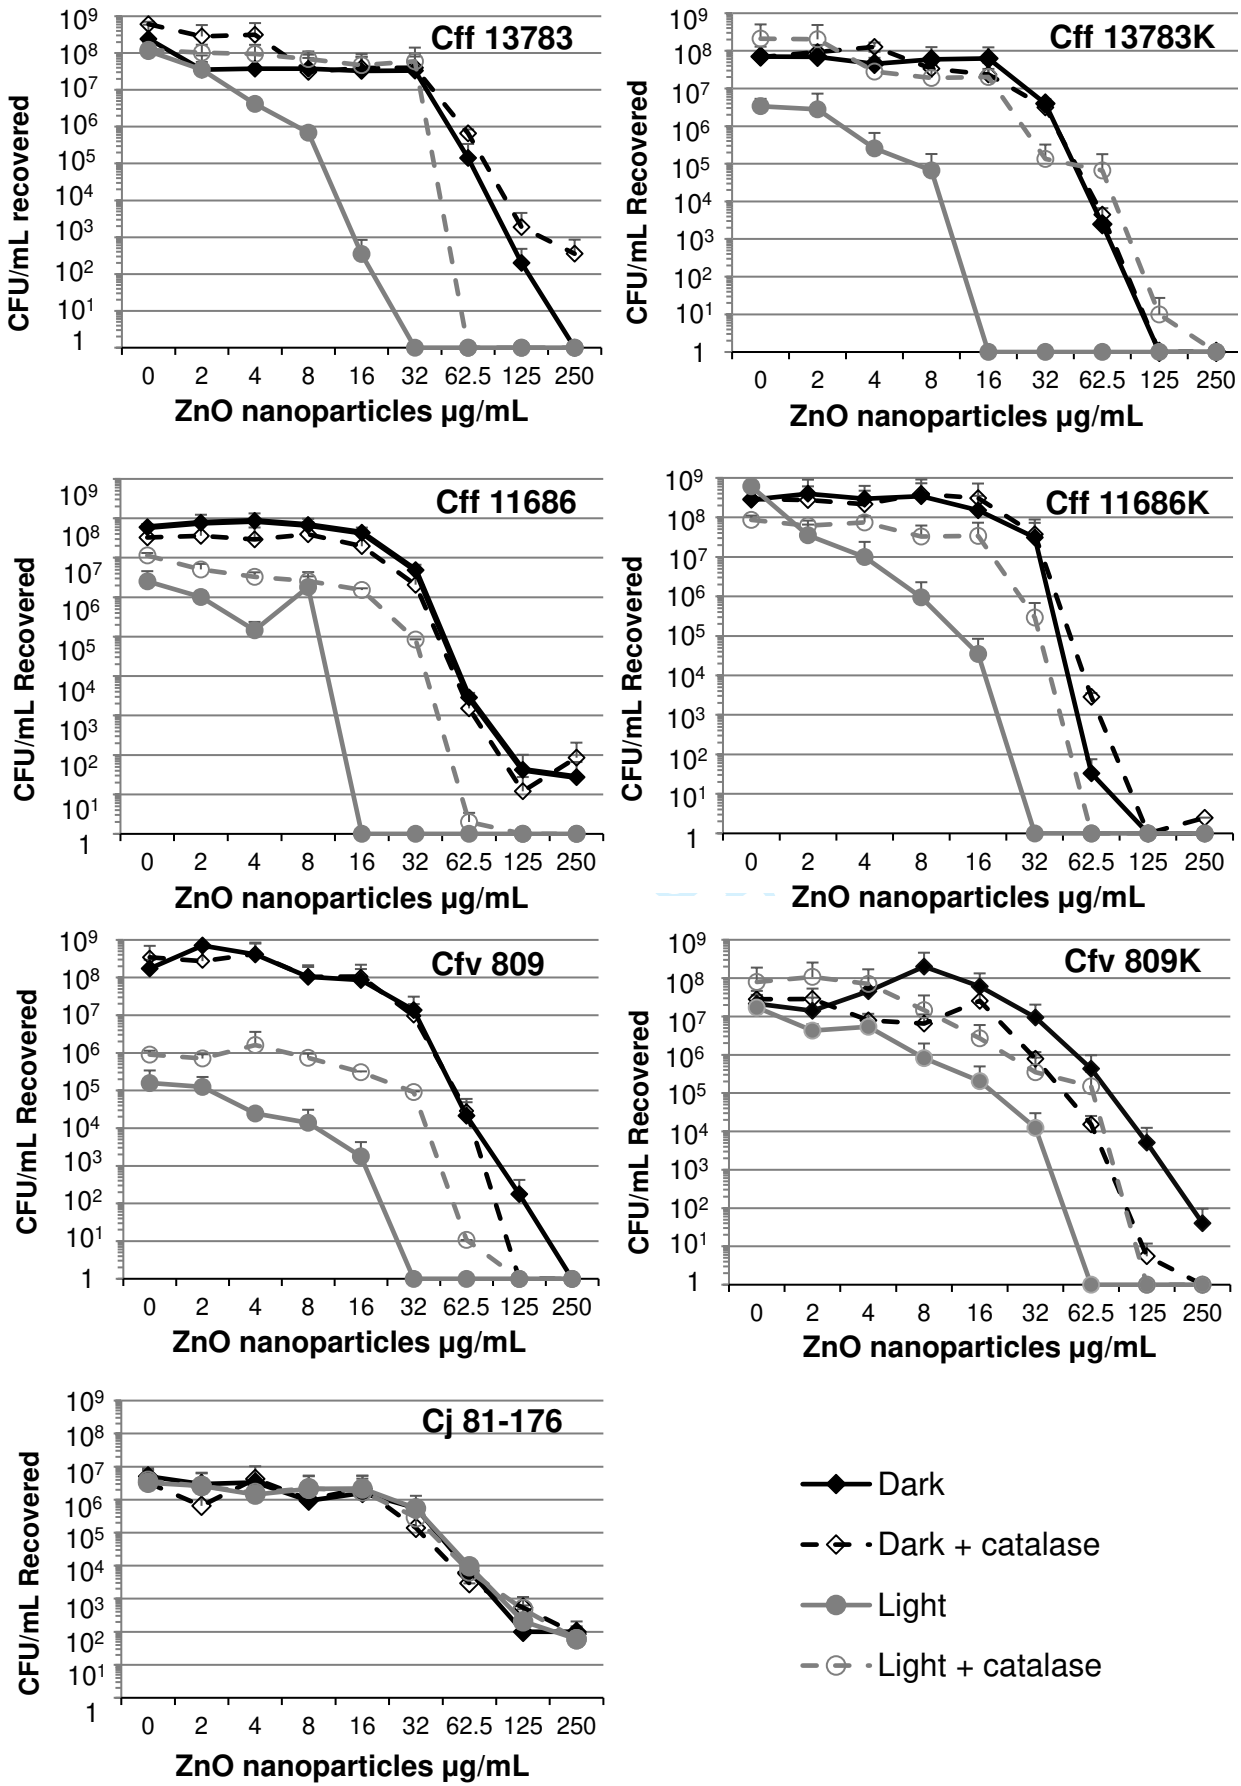 Cff 13783
CFU/mL recovered
10⁹
10⁸
10⁷
10⁶
10⁵
10⁴
10³
10²
10¹
1
0 2 4 8 16 32 62.5 125 250
ZnO nanoparticles µg/mL
Cff 13783K
CFU/mL Recovered
10⁹
10⁸
10⁷
10⁶
10⁵
10⁴
10³
10²
10¹
1
0 2 4 8 16 32 62.5 125 250
ZnO nanoparticles µg/mL
Cff 11686
CFU/mL Recovered
10⁹
10⁸
10⁷
10⁶
10⁵
10⁴
10³
10²
10¹
1
0 2 4 8 16 32 62.5 125 250
ZnO nanoparticles µg/mL
Cff 11686K
CFU/mL Recovered
10⁹
10⁸
10⁷
10⁶
10⁵
10⁴
10³
10²
10¹
1
0 2 4 8 16 32 62.5 125 250
ZnO nanoparticles µg/mL
Cfv 809
CFU/mL Recovered
10⁹
10⁸
10⁷
10⁶
10⁵
10⁴
10³
10²
10¹
1
0 2 4 8 16 32 62.5 125 250
ZnO nanoparticles µg/mL
Cfv 809K
CFU/mL Recovered
10⁹
10⁸
10⁷
10⁶
10⁵
10⁴
10³
10²
10¹
1
0 2 4 8 16 32 62.5 125 250
ZnO nanoparticles µg/mL
Cj 81-176
CFU/mL Recovered
10⁹
10⁸
10⁷
10⁶
10⁵
10⁴
10³
10²
10¹
1
0 2 4 8 16 32 62.5 125 250
ZnO nanoparticles µg/mL
Dark
Dark + catalase
Light
Light + catalase